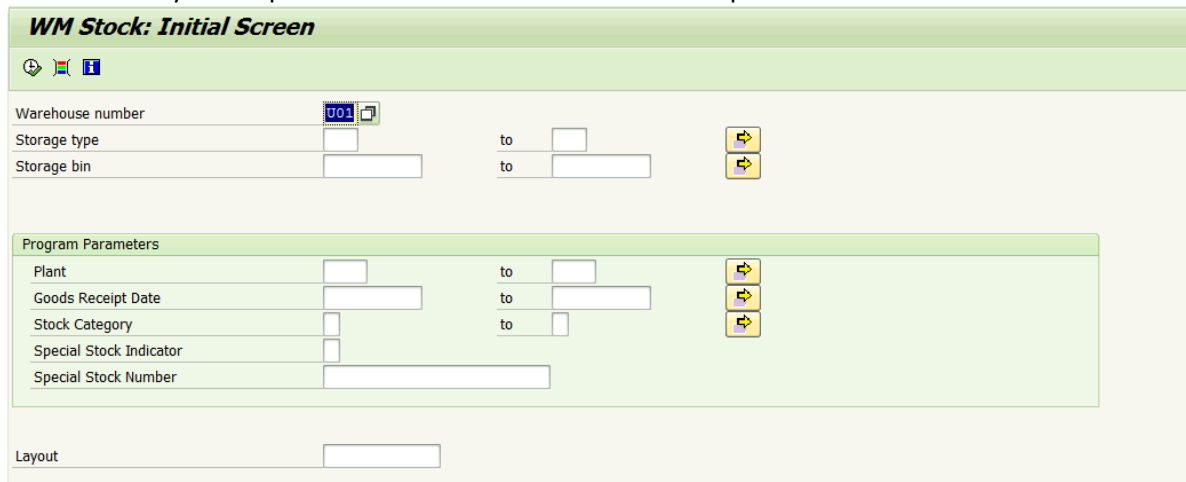 WM Stock: Initial Screen
Warehouse number U01
Storage type to
Storage bin to
Program Parameters
Plant to
Goods Receipt Date to
Stock Category to
Special Stock Indicator
Special Stock Number
Layout